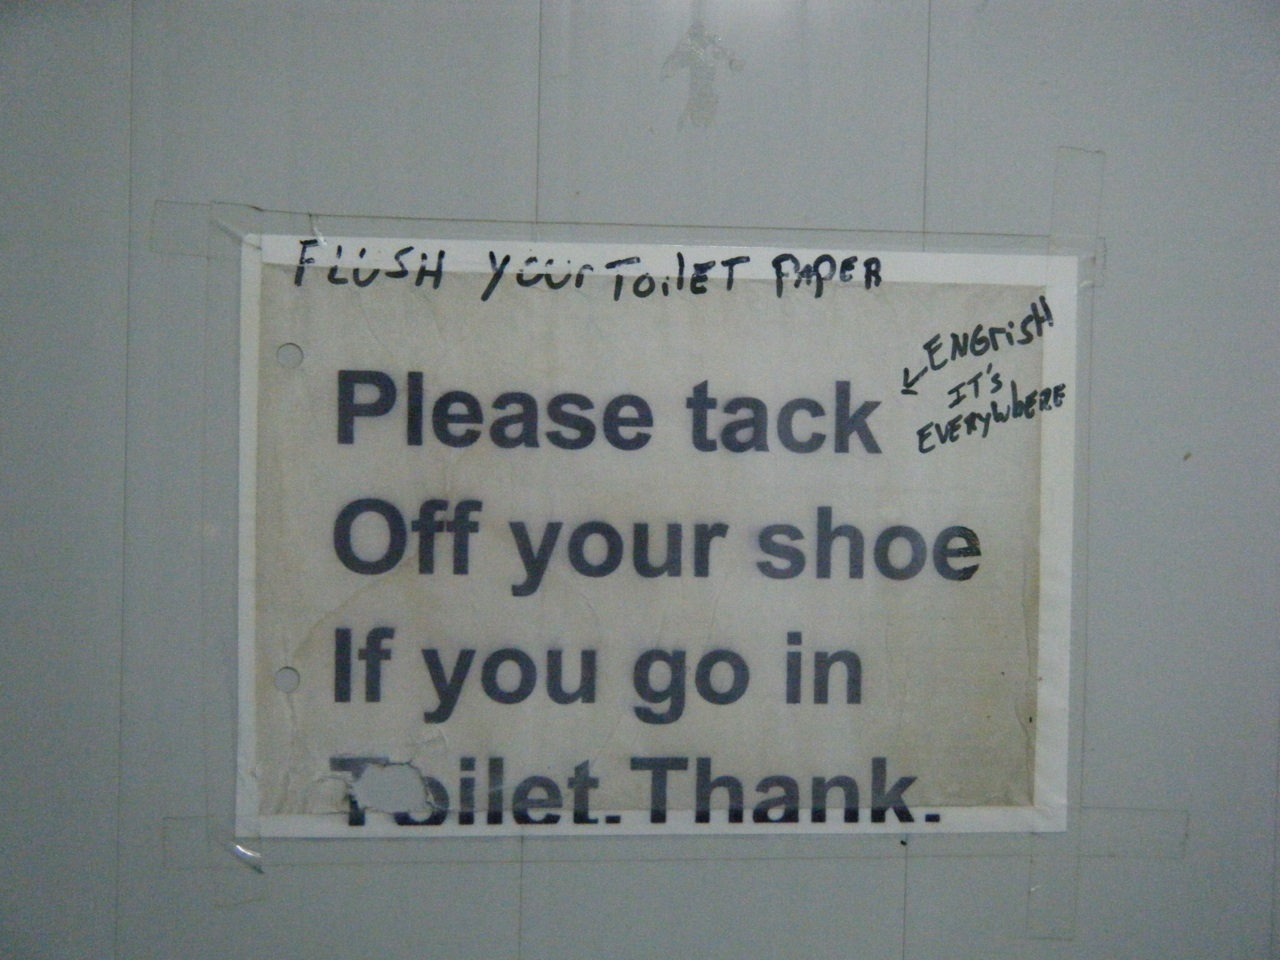 FLUSH YOUR TOilET PAPER
ENGrisH!
IT's
EVERYwhERE
Please tack
Off your shoe
If you go in
Toilet.Thank.